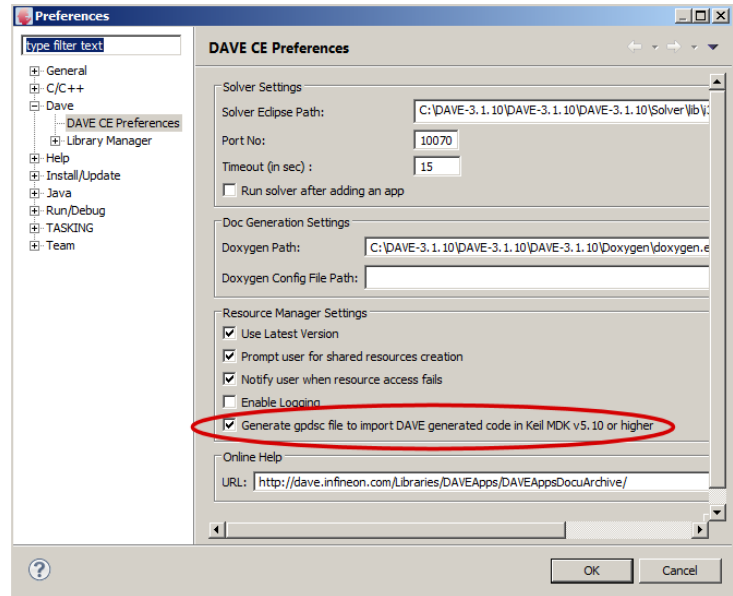 Preferences
type filter text
General
C/C++
Dave
DAVE CE Preferences
Library Manager
Help
Install/Update
Java
Run/Debug
TASKING
Team
DAVE CE Preferences
Solver Settings
Solver Eclipse Path: C:\DAVE-3.1.10\DAVE-3.1.10\DAVE-3.1.10\Solver\lib\
Port No: 10070
Timeout (in sec) : 15
Run solver after adding an app
Doc Generation Settings
Doxygen Path: C:\DAVE-3.1.10\DAVE-3.1.10\DAVE-3.1.10\Doxygen\doxygen.e
Doxygen Config File Path:
Resource Manager Settings
Use Latest Version
Prompt user for shared resources creation
Notify user when resource access fails
Enable Logging
Generate gpdsc file to import DAVE generated code in Keil MDK v5.10 or higher
Online Help
URL: http://dave.infineon.com/Libraries/DAVEApps/DAVEAppsDocuArchive/
OK Cancel